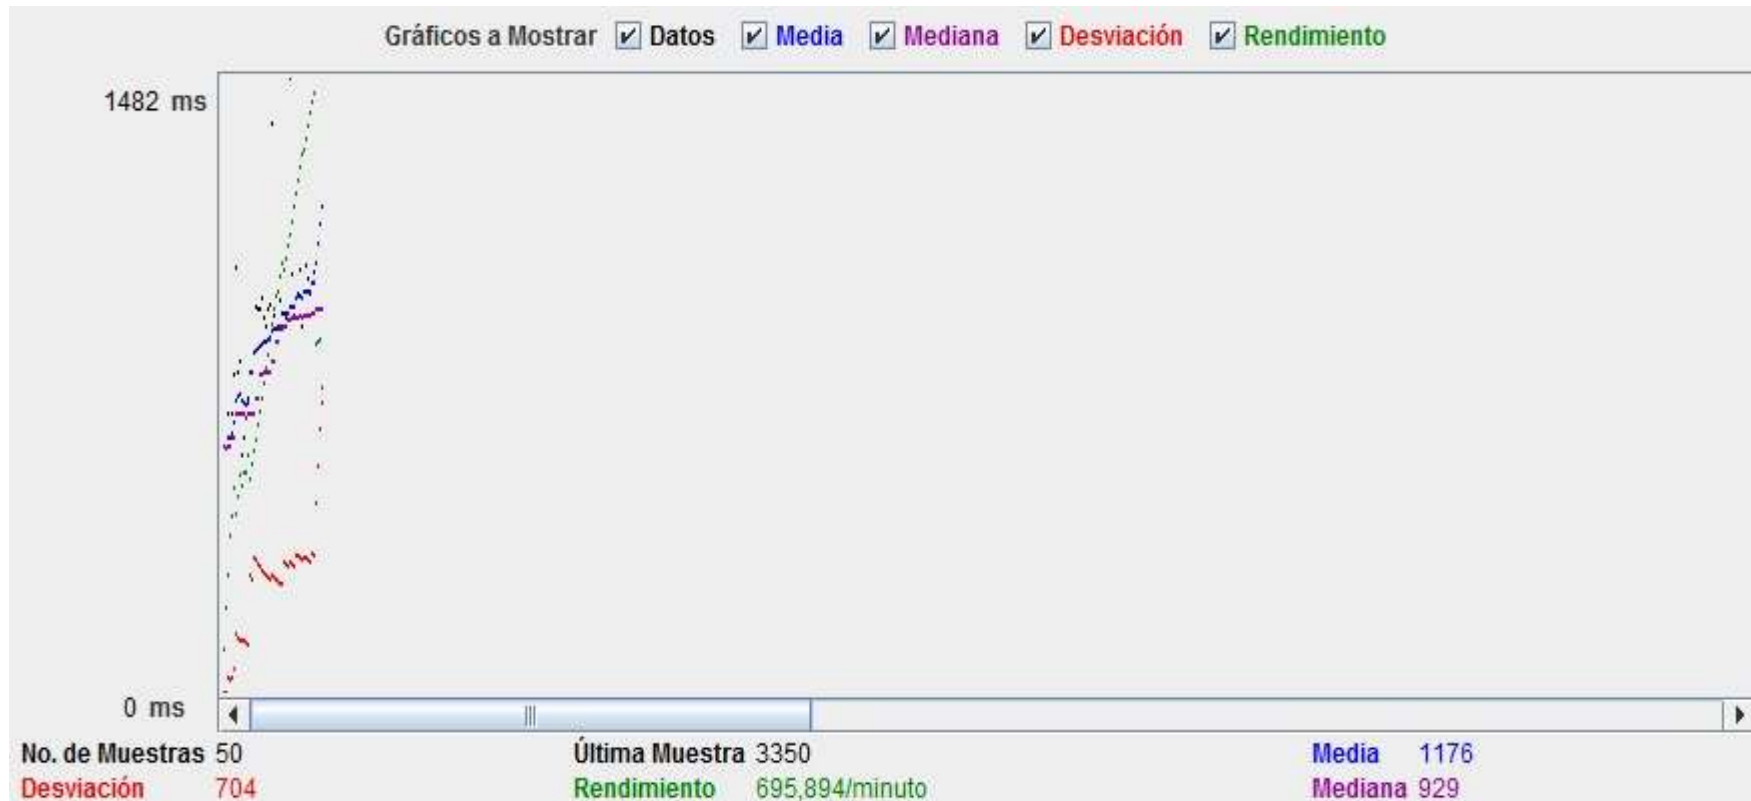 Gráficos a Mostrar Datos Media Mediana Desviación Rendimiento
1482 ms
0 ms
No. de Muestras 50 Última Muestra 3350 Media 1176
Desviación 704 Rendimiento 695,894/minuto Mediana 929